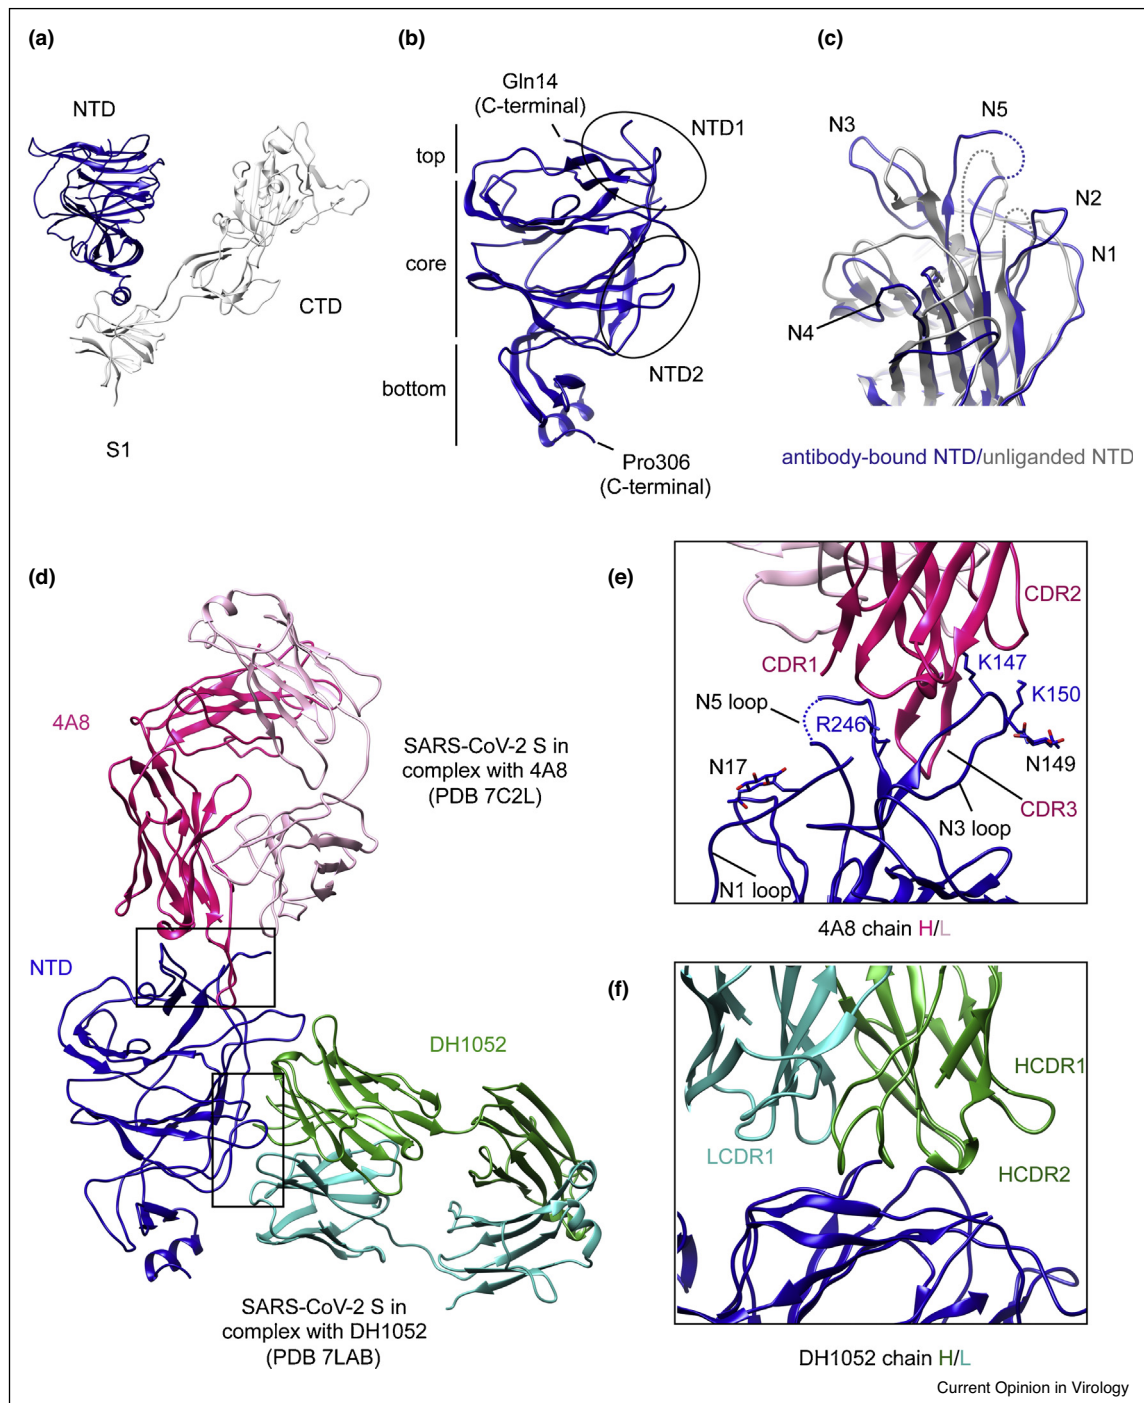 (a)
NTD
CTD
S1
(b)
Gln14
(C-terminal)
NTD1
top
core
bottom
NTD2
Pro306
(C-terminal)
(c)
N3
N5
N2
N1
N4
antibody-bound NTD/unliganded NTD
(d)
4A8
SARS-CoV-2 S in
complex with 4A8
(PDB 7C2L)
NTD
DH1052
SARS-CoV-2 S in
complex with DH1052
(PDB 7LAB)
(e)
CDR2
CDR1
K147
K150
N5 loop
R246
N17
N149
CDR3
N3 loop
N1 loop
4A8 chain H/L
(f)
HCDR1
LCDR1
HCDR2
DH1052 chain H/L
Current Opinion in Virology